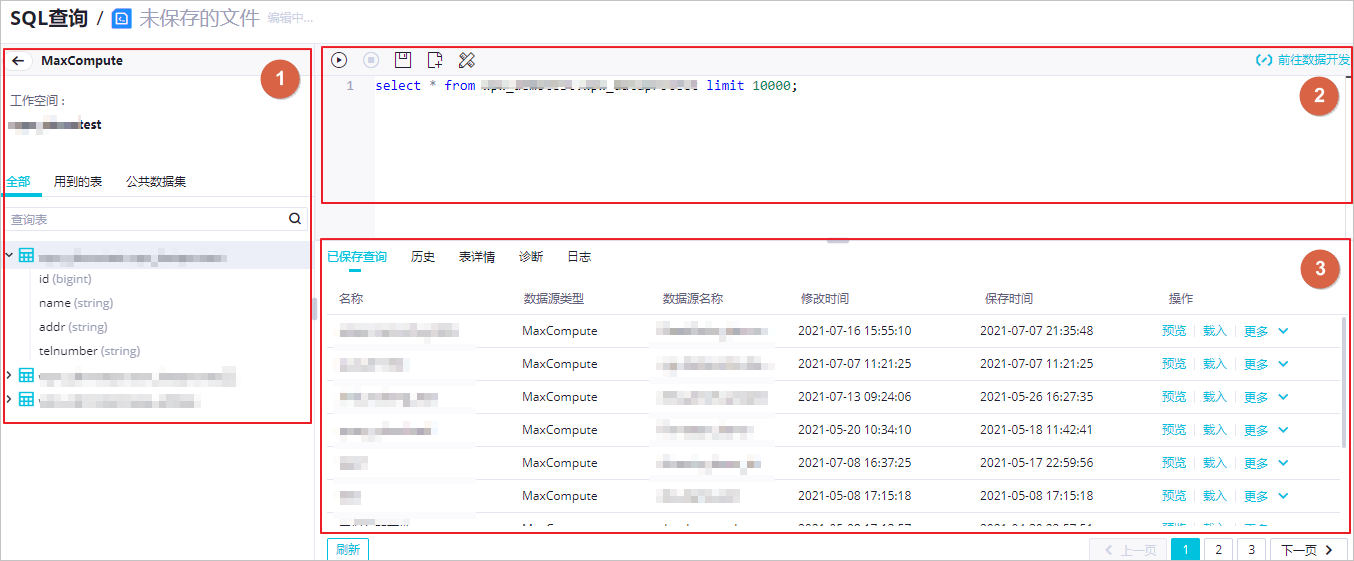 SQL查询 / 未保存的文件 编辑中...
MaxCompute
1
工作空间：
test
全部 用到的表 公共数据集
查询表
id (bigint)
name (string)
addr (string)
telnumber (string)
前往数据开发
1 select * from limit 10000;
2
已保存查询 历史 表详情 诊断 日志
3
名称 数据源类型 数据源名称 修改时间 保存时间 操作
MaxCompute 2021-07-16 15:55:10 2021-07-07 21:35:48 预览 载入 更多
MaxCompute 2021-07-07 11:21:25 2021-07-07 11:21:25 预览 载入 更多
MaxCompute 2021-07-13 09:24:06 2021-05-26 16:27:35 预览 载入 更多
MaxCompute 2021-05-20 10:34:10 2021-05-18 11:42:41 预览 载入 更多
MaxCompute 2021-07-08 16:37:25 2021-05-17 22:59:56 预览 载入 更多
MaxCompute 2021-05-08 17:15:18 2021-05-08 17:15:18 预览 载入 更多
刷新 上一页 1 2 3 下一页